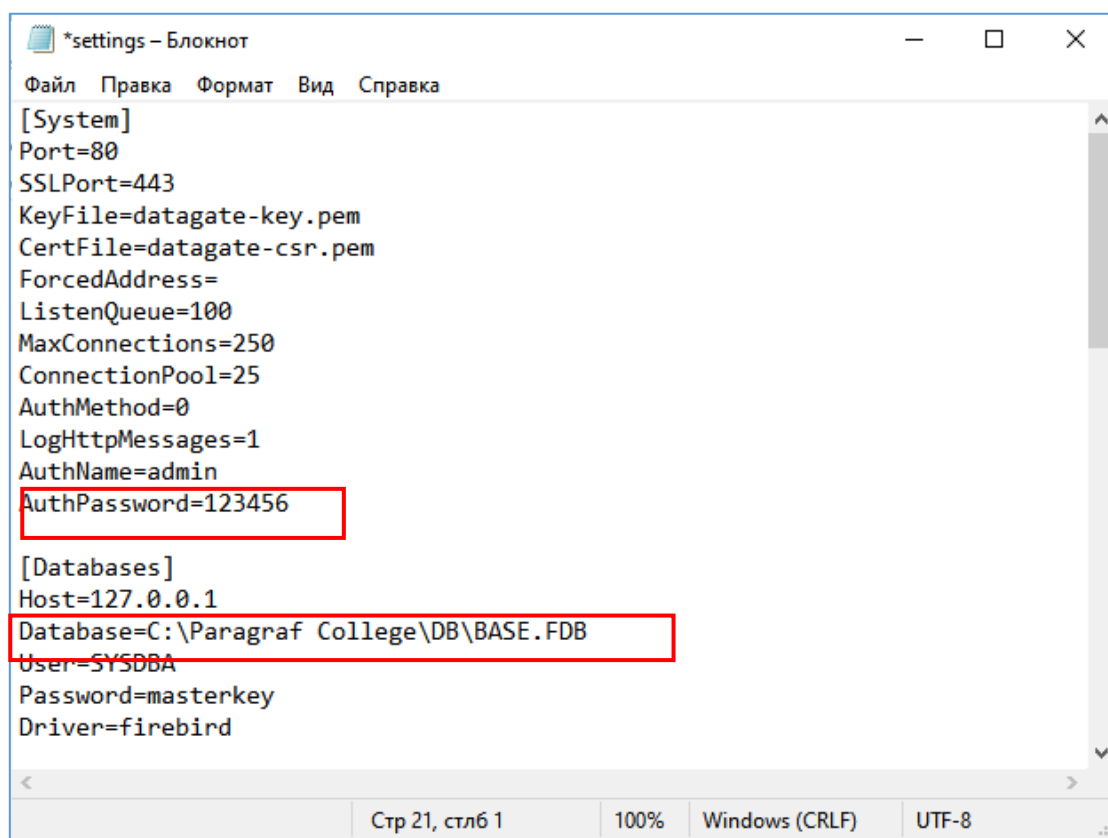 *settings – Блокнот
Файл Правка Формат Вид Справка
[System]
Port=80
SSLPort=443
KeyFile=datagate-key.pem
CertFile=datagate-csr.pem
ForcedAddress=
ListenQueue=100
MaxConnections=250
ConnectionPool=25
AuthMethod=0
LogHttpMessages=1
AuthName=admin
AuthPassword=123456
[Databases]
Host=127.0.0.1
Database=C:\Paragraf College\DB\BASE.FDB
User=SYSDBA
Password=masterkey
Driver=firebird
Стр 21, стлб 1 100% Windows (CRLF) UTF-8